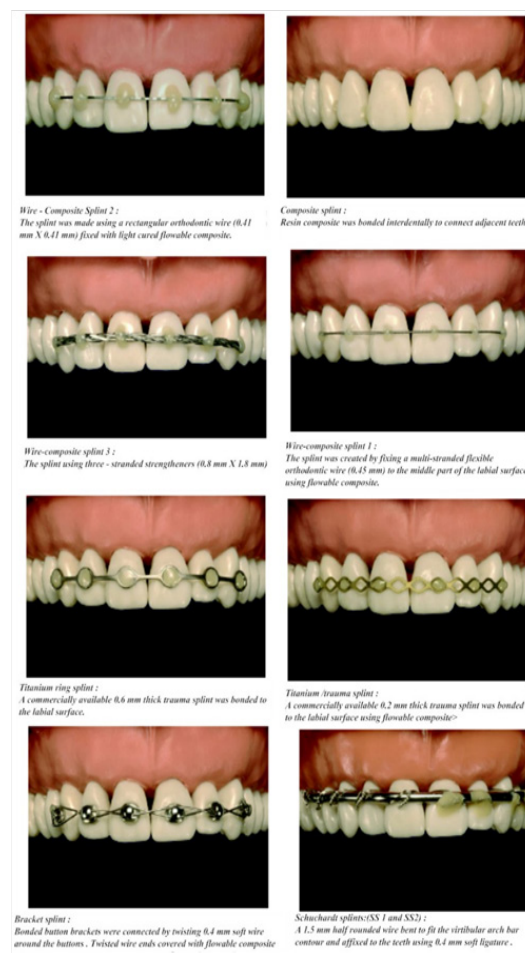 Wire - Composite Splint 2 :
The splint was made using a rectangular orthodontic wire (0.41
mm X 0.41 mm) fixed with light cured flowable composite.
Composite splint :
Resin composite was bonded interdentally to connect adjacent teeth
Wire-composite splint 3 :
The splint using three - stranded strengtheners (0.8 mm X 1.8 mm)
Wire-composite splint 1 :
The splint was created by fixing a multi-stranded flexible
orthodontic wire (0.45 mm) to the middle part of the labial surface
using flowable composite.
Titanium ring splint :
A commercially available 0.6 mm thick trauma splint was bonded to
the labial surface.
Titanium /trauma splint :
A commercially available 0.2 mm thick trauma splint was bonded
to the labial surface using flowable composite>
Bracket splint :
Bonded button brackets were connected by twisting 0.4 mm soft wire
around the buttons . Twisted wire ends covered with flowable composite
Schuchardt splints:(SS 1 and SS2) :
A 1.5 mm half rounded wire bent to fit the virtibular arch bar
contour and affixed to the teeth using 0.4 mm soft ligature .